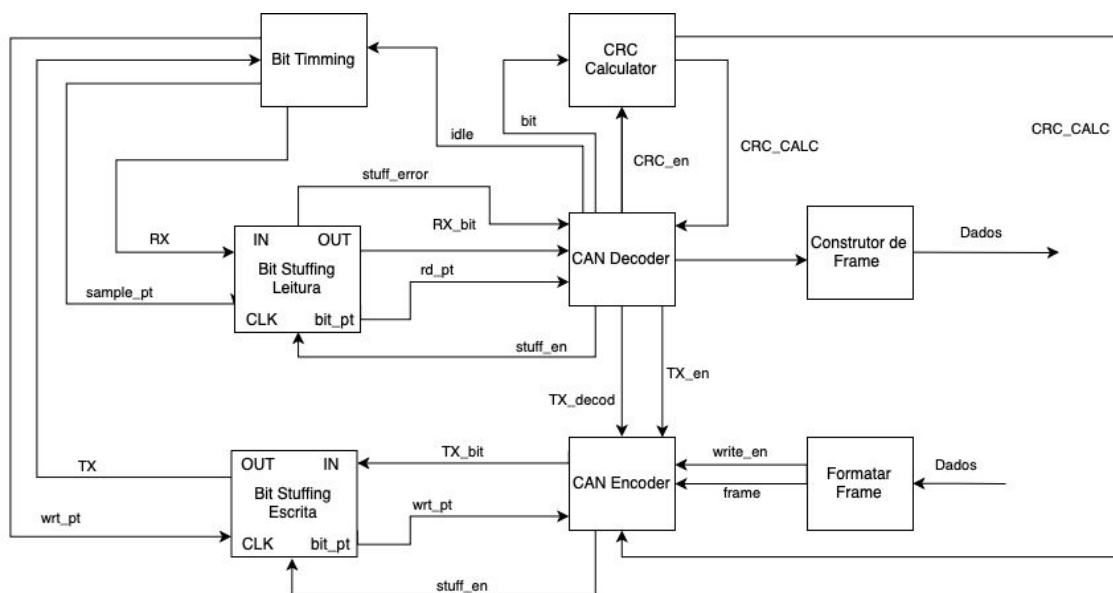 Bit Timming
CRC
Calculator
idle
bit
CRC_en
CRC_CALC
CRC_CALC
stuff_error
RX
IN
OUT
RX_bit
Bit Stuffing
Leitura
CAN Decoder
Construtor de
Frame
Dados
sample_pt
rd_pt
CLK
bit_pt
stuff_en
TX_decod
TX_en
TX
OUT
IN
TX_bit
Bit Stuffing
Escrita
CAN Encoder
write_en
frame
Formatar
Frame
Dados
wrt_pt
CLK
bit_pt
wrt_pt
stuff_en